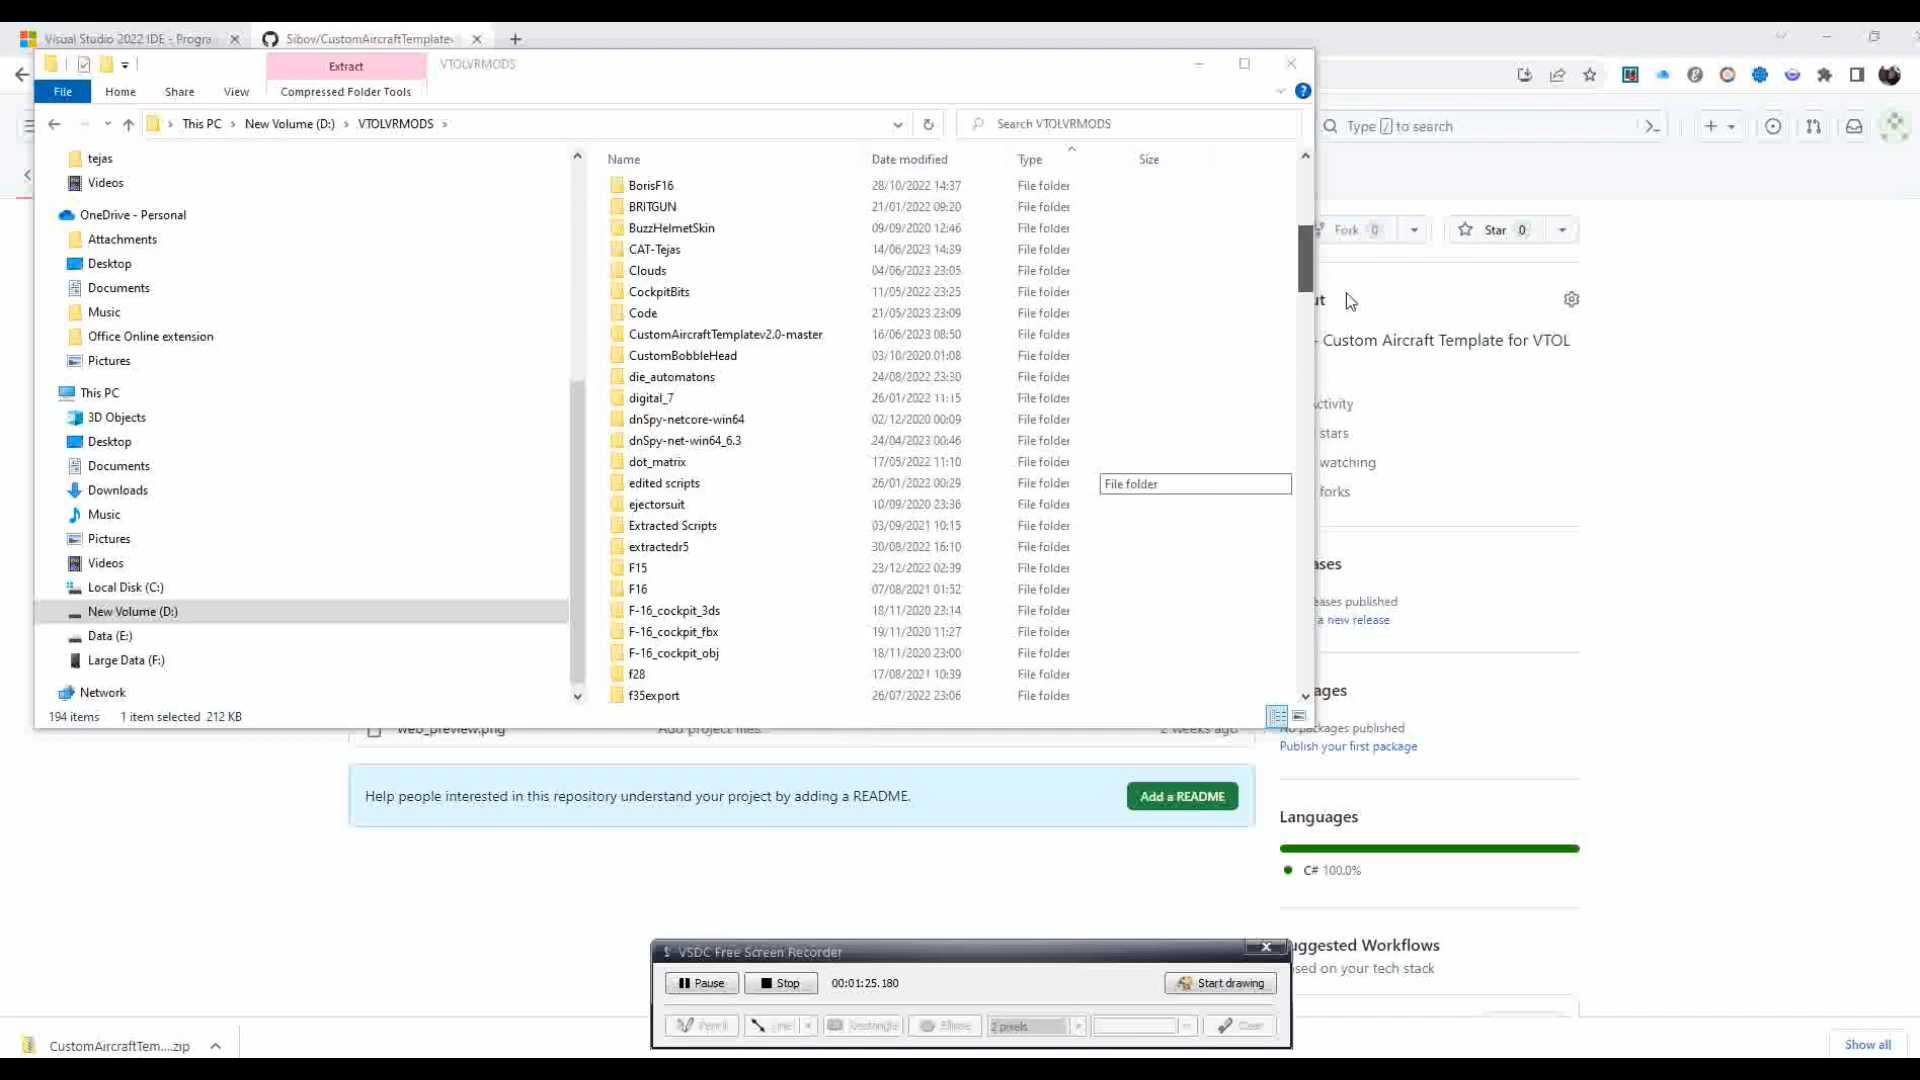 Visual Studio 2022 IDE - Progra
Sibov/CustomAircraftTemplate
Extract
VTOLVRMODS
File
Home
Share
View
Compressed Folder Tools
This PC
New Volume (D:)
VTOLVRMODS
Search VTOLVRMODS
Type / to search
tejas
Videos
OneDrive - Personal
Attachments
Desktop
Documents
Music
Office Online extension
Pictures
This PC
3D Objects
Desktop
Documents
Downloads
Music
Pictures
Videos
Local Disk (C:)
New Volume (D:)
Data (E:)
Large Data (F:)
Network
194 items 1 item selected 212 KB
Name Date modified Type Size
BorisF16 28/10/2022 14:37 File folder
BRITGUN 21/01/2022 09:20 File folder
BuzzHelmetSkin 09/09/2020 12:46 File folder
CAT-Tejas 14/06/2023 14:39 File folder
Clouds 04/06/2023 23:05 File folder
CockpitBits 11/05/2022 23:25 File folder
Code 21/05/2023 23:09 File folder
CustomAircraftTemplatev2.0-master 16/06/2023 08:50 File folder
CustomBobbleHead 03/10/2020 01:08 File folder
die_automatons 24/08/2022 23:30 File folder
digital_7 26/01/2022 11:15 File folder
dnSpy-netcore-win64 02/12/2020 00:09 File folder
dnSpy-net-win64_6.3 24/04/2023 00:46 File folder
dot_matrix 17/05/2022 11:10 File folder
edited scripts 26/01/2022 00:29 File folder
File folder
ejectorsuit 10/09/2020 23:36 File folder
Extracted Scripts 03/09/2021 10:15 File folder
extractedr5 30/08/2022 16:10 File folder
F15 23/12/2022 02:39 File folder
F16 07/08/2021 01:52 File folder
F-16_cockpit_3ds 18/11/2020 23:14 File folder
F-16_cockpit_fbx 19/11/2020 11:27 File folder
F-16_cockpit_obj 18/11/2020 23:00 File folder
f28 17/08/2021 10:39 File folder
f35export 26/07/2022 23:06 File folder
Fork 0
Star 0
ut
- Custom Aircraft Template for VTOL
ctivity
stars
watching
forks
ases
eases published
a new release
ages
No packages published
Publish your first package
web_preview.png Add project files. 2 weeks ago
Help people interested in this repository understand your project by adding a README.
Add a README
Languages
C# 100.0%
uggested Workflows
sed on your tech stack
VSDC Free Screen Recorder
Pause
Stop
00:01:25.180
Start drawing
Pencil
Line
Rectangle
Ellipse
2 pixels
Clear
CustomAircraftTem....zip
Show all